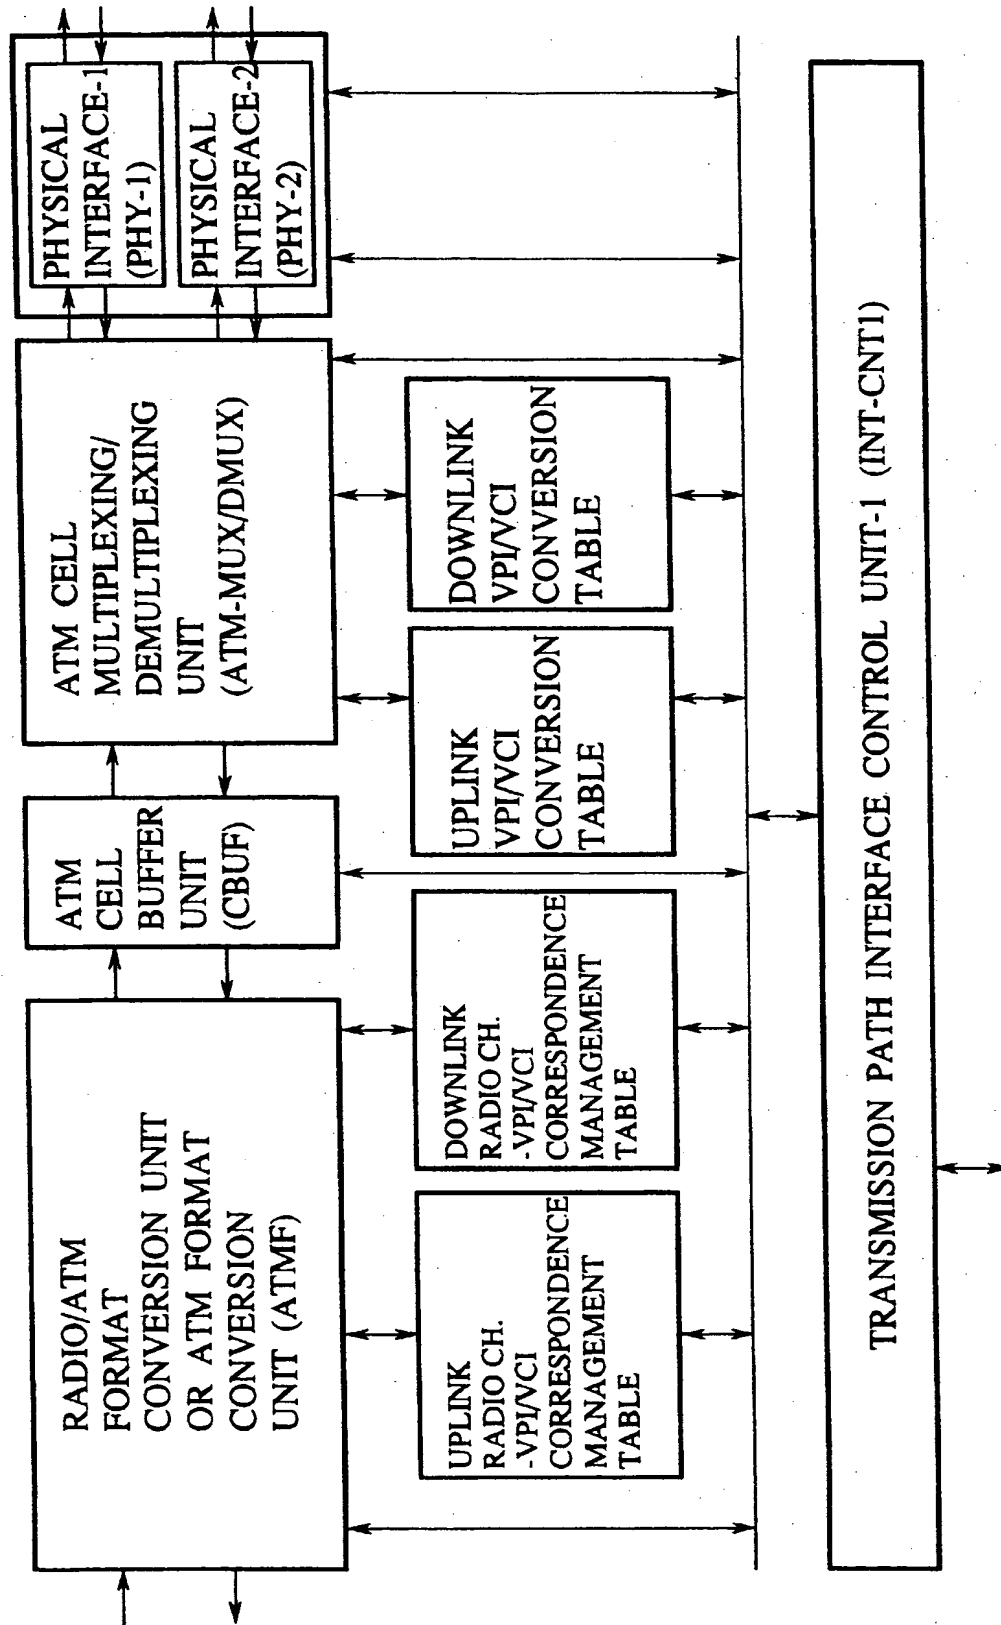 RADIO/ATM
FORMAT
CONVERSION UNIT
OR ATM FORMAT
CONVERSION
UNIT (ATMF)
ATM
CELL
BUFFER
UNIT
(CBUF)
ATM CELL
MULTIPLEXING/
DEMULTIPLEXING
UNIT
(ATM-MUX/DMUX)
PHYSICAL
INTERFACE-1
(PHY-1)
PHYSICAL
INTERFACE-2
(PHY-2)
UPLINK
RADIO CH.
-VPI/VCI
CORRESPONDENCE
MANAGEMENT
TABLE
DOWNLINK
RADIO CH.
-VPI/VCI
CORRESPONDENCE
MANAGEMENT
TABLE
UPLINK
VPI/VCI
CONVERSION
TABLE
DOWNLINK
VPI/VCI
CONVERSION
TABLE
TRANSMISSION PATH INTERFACE CONTROL UNIT-1 (INT-CNT1)